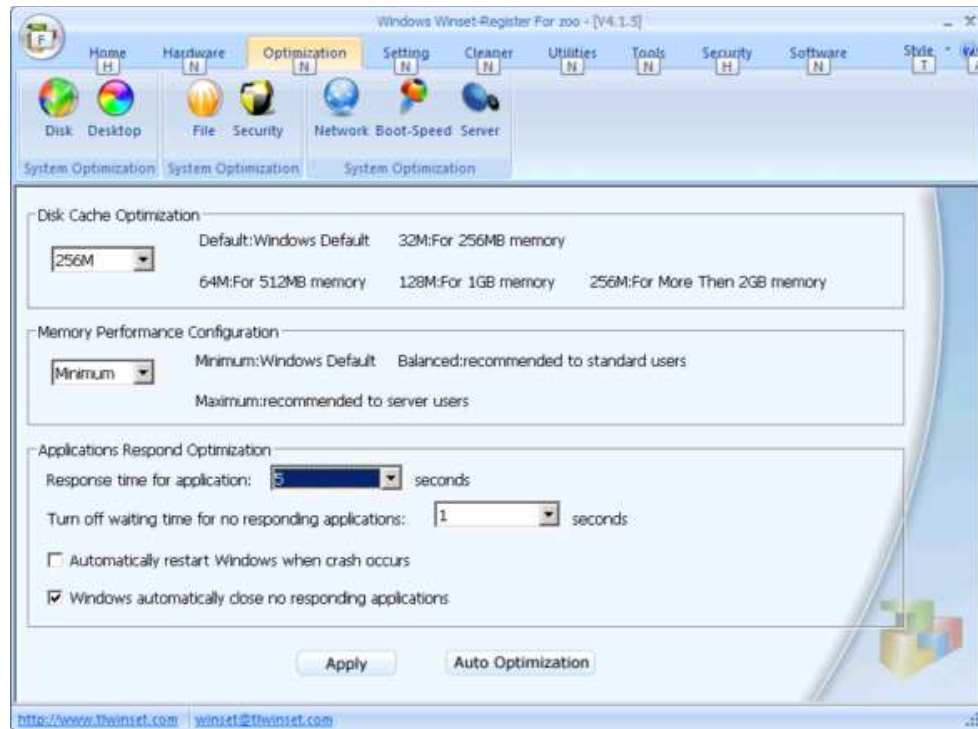 Windows Winset-Register For zoo - [V4.1.5]
F
Home Hardware Optimization Setting Cleaner Utilities Tools Security Software Style
H N N N N N N H N T
Disk Desktop File Security Network Boot-Speed Server
System Optimization System Optimization System Optimization
Disk Cache Optimization
256M Default:Windows Default 32M:For 256MB memory
64M:For 512MB memory 128M:For 1GB memory 256M:For More Then 2GB memory
Memory Performance Configuration
Minimum Minimum:Windows Default Balanced:recommended to standard users
Maximum:recommended to server users
Applications Respond Optimization
Response time for application: 5 seconds
Turn off waiting time for no responding applications: 1 seconds
Automatically restart Windows when crash occurs
Windows automatically close no responding applications
Apply Auto Optimization
http://www.tlwinset.com winset@tlwinset.com